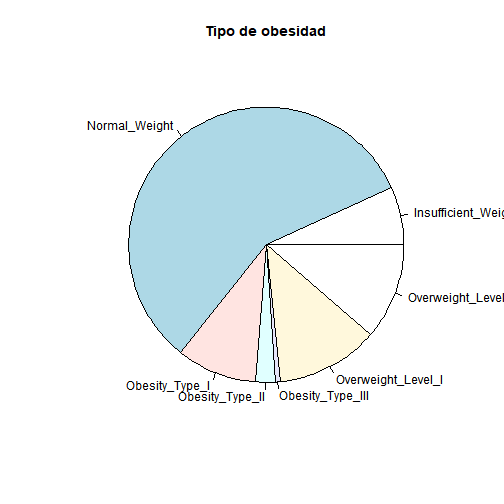 Tipo de obesidad
Normal_Weight
Insufficient_Weig
Overweight_Level
Overweight_Level_I
Obesity_Type_I
Obesity_Type_II
Obesity_Type_III